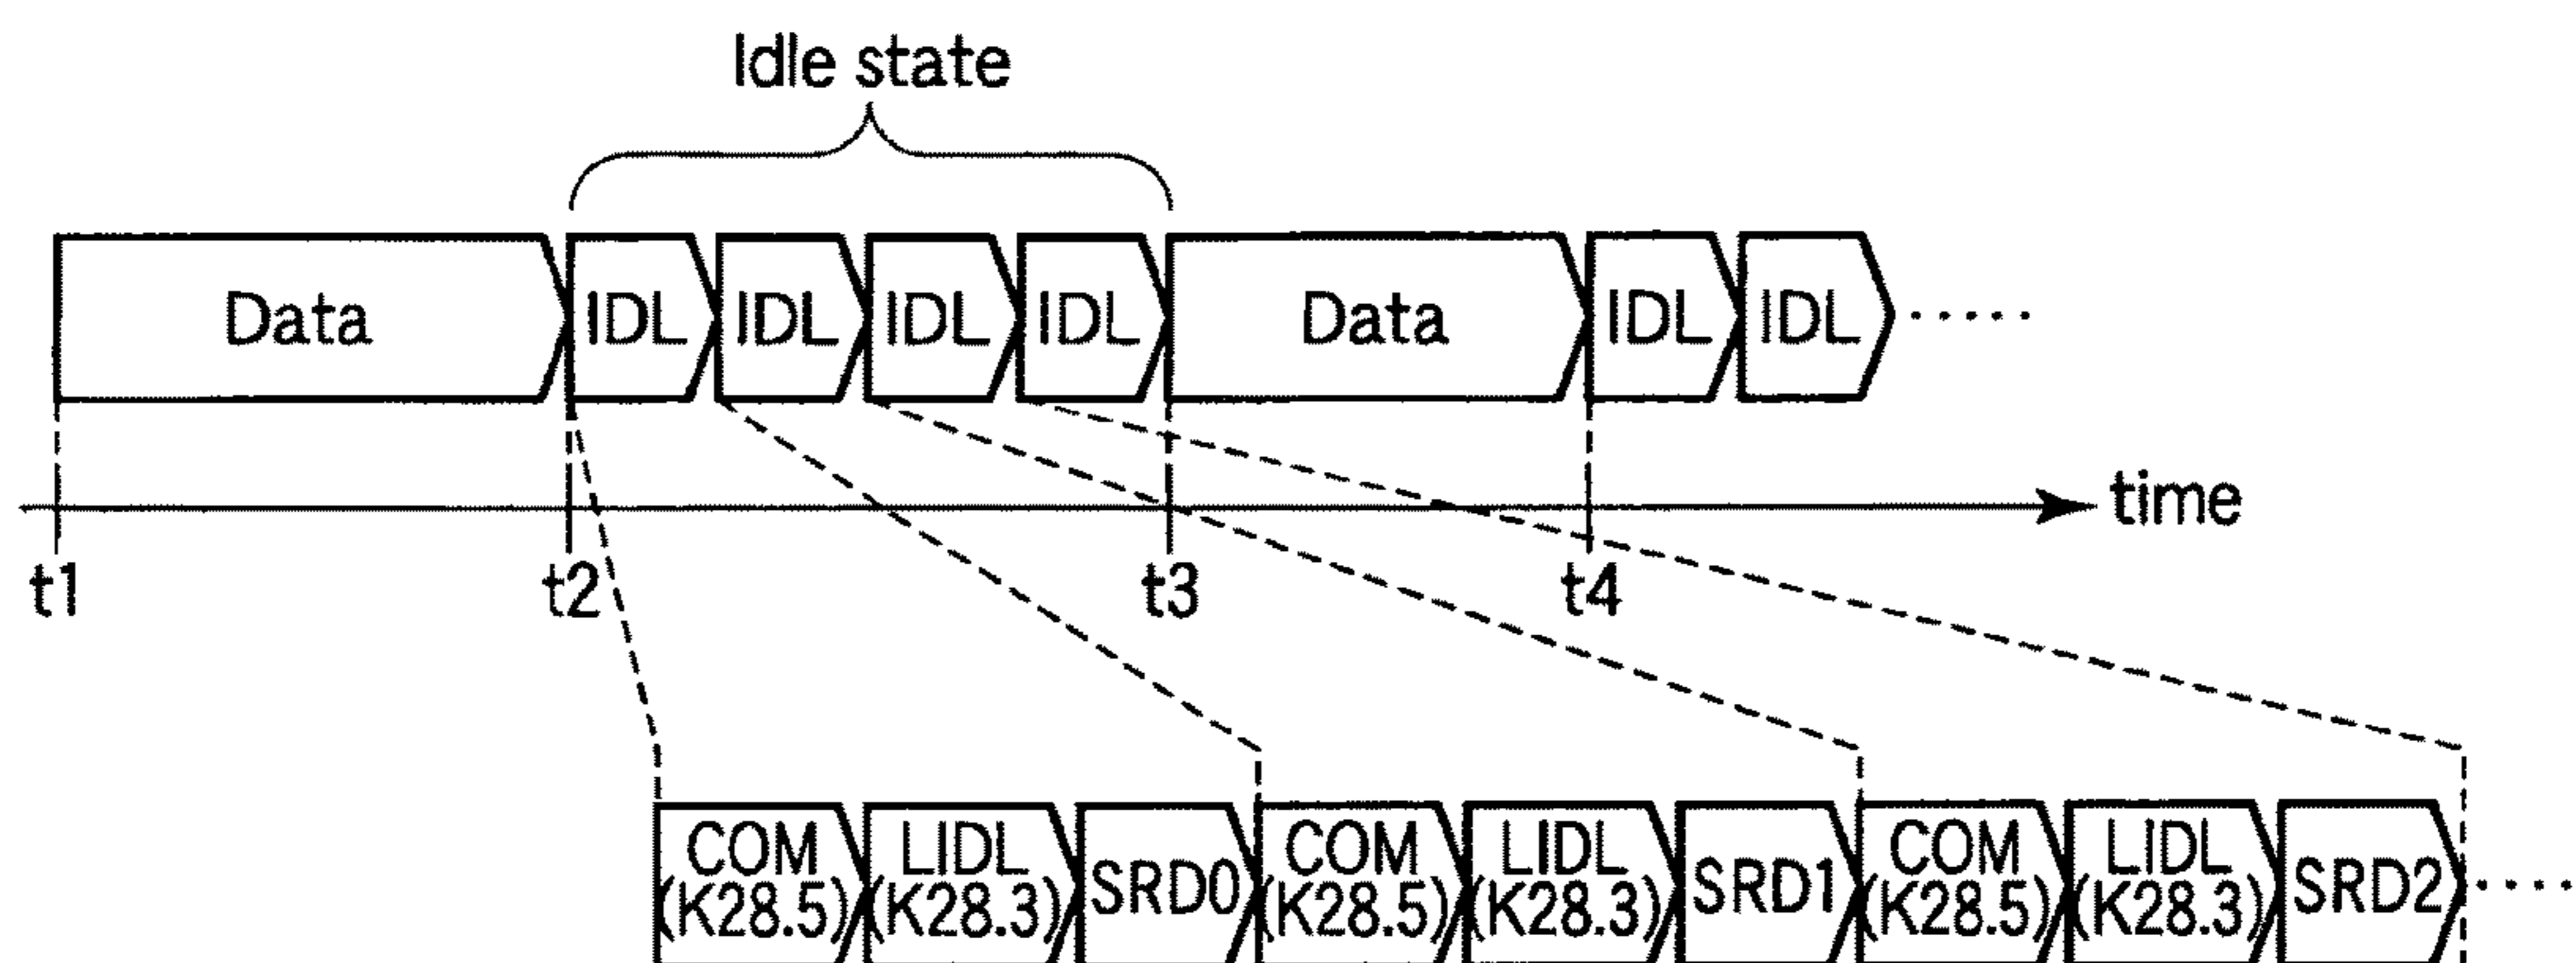 Idle state
Data IDL IDL IDL IDL Data IDL IDL ·····
time
t1 t2 t3 t4
COM LIDL SRD0 COM LIDL SRD1 COM LIDL SRD2 ····
(K28.5) (K28.3) (K28.5) (K28.3) (K28.5) (K28.3)